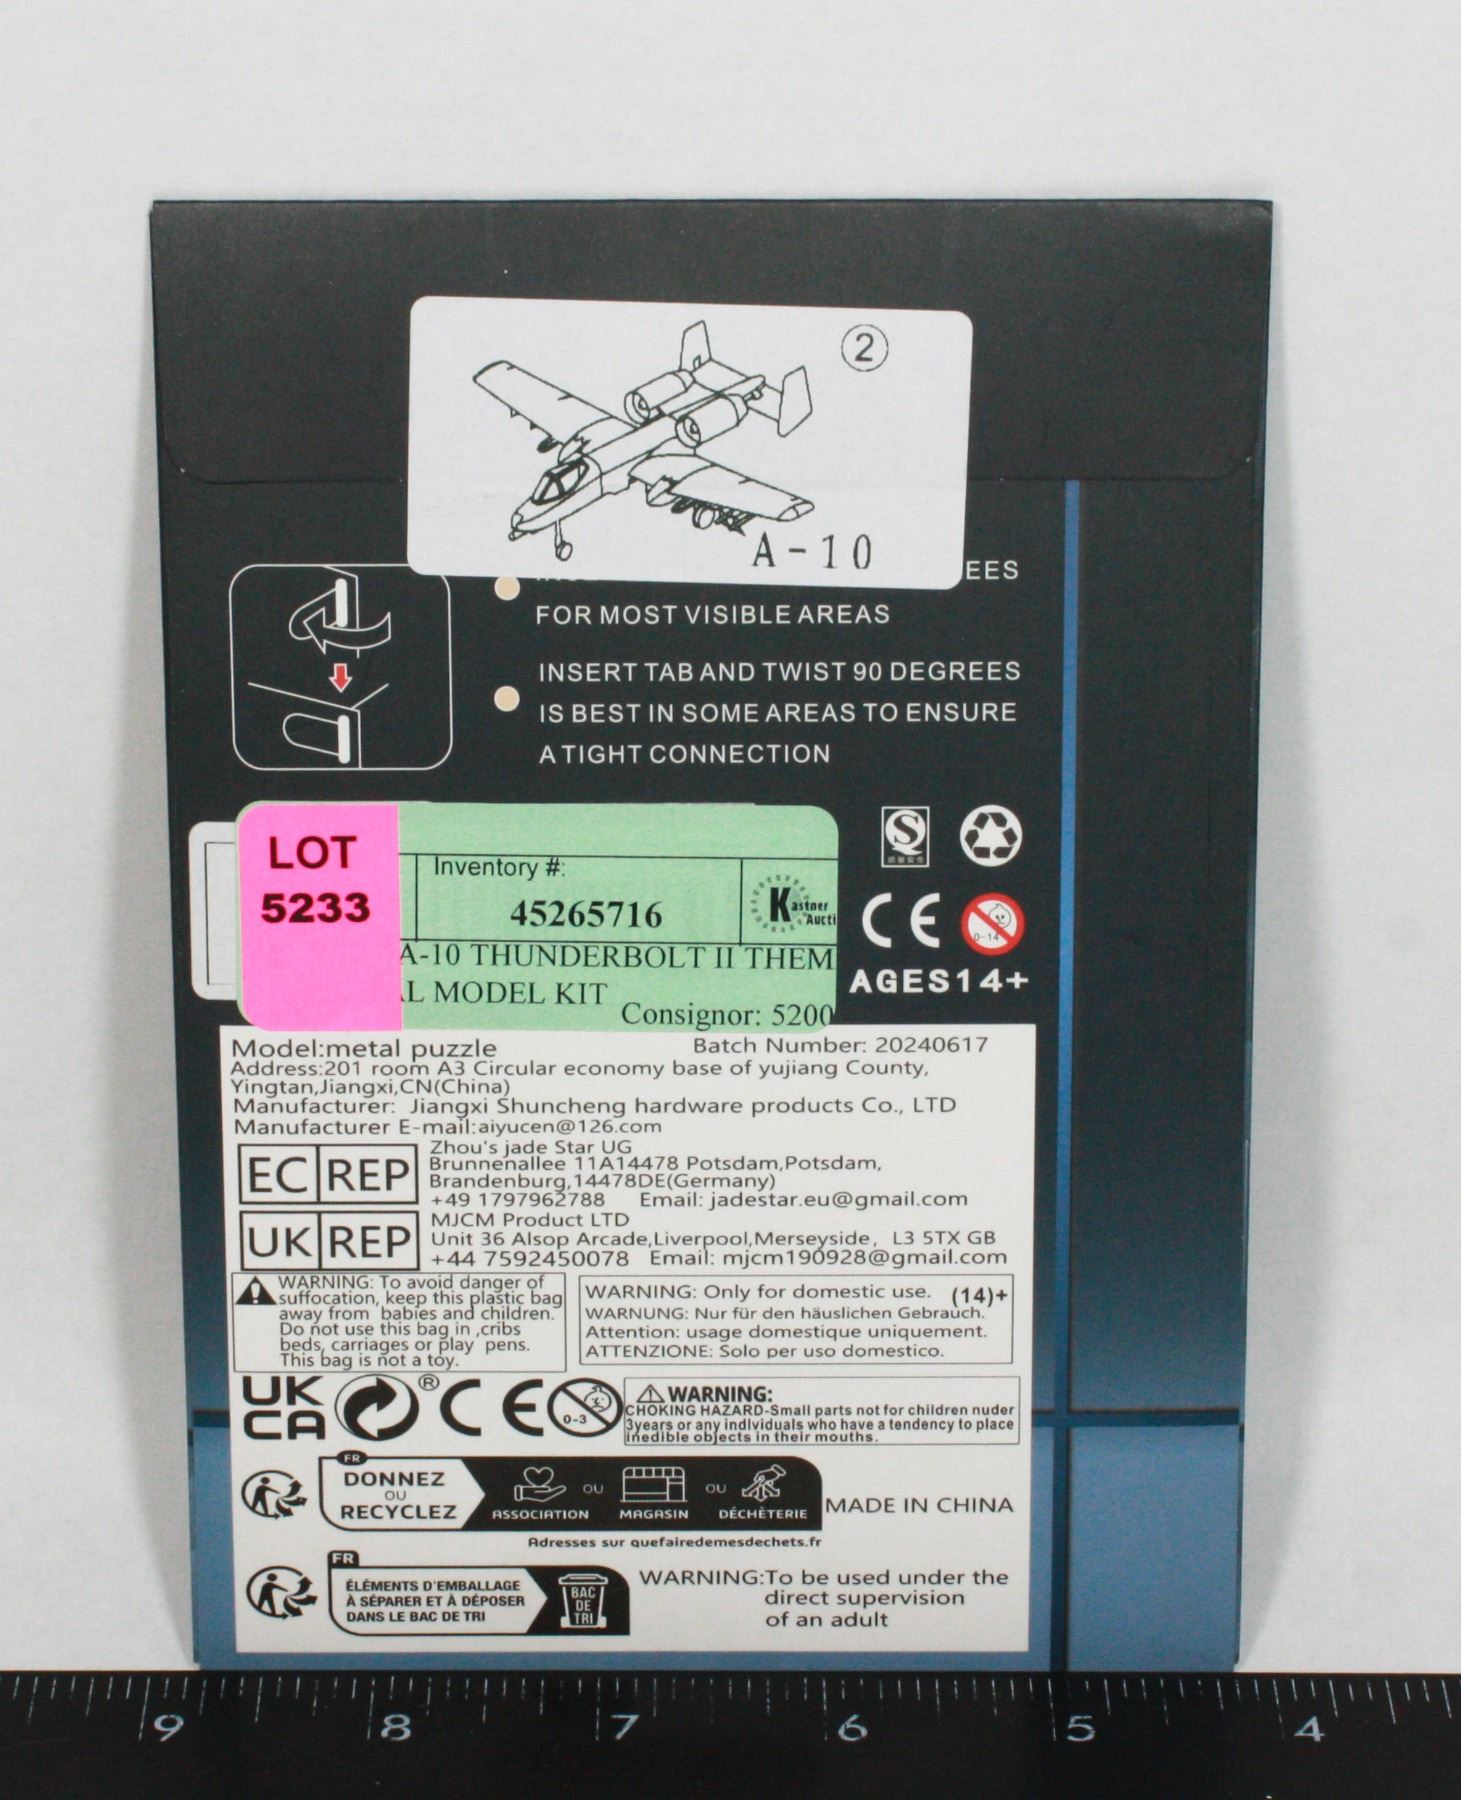 ②
A-10
EES
FOR MOST VISIBLE AREAS
INSERT TAB AND TWIST 90 DEGREES
IS BEST IN SOME AREAS TO ENSURE
A TIGHT CONNECTION
LOT
5233
Inventory #:
45265716
Kastner
Aucti
A-10 THUNDERBOLT II THEM
L MODEL KIT
Consignor: 5200
质量安全
CE
0-14
AGES14+
Model:metal puzzle Batch Number: 20240617
Address:201 room A3 Circular economy base of yujiang County,
Yingtan,Jiangxi,CN(China)
Manufacturer: Jiangxi Shuncheng hardware products Co., LTD
Manufacturer E-mail:aiyucen@126.com
EC REP
Zhou's jade Star UG
Brunnenallee 11A14478 Potsdam,Potsdam,
Brandenburg,14478DE(Germany)
+49 1797962788 Email: jadestar.eu@gmail.com
UK REP
MJCM Product LTD
Unit 36 Alsop Arcade,Liverpool,Merseyside, L3 5TX GB
+44 7592450078 Email: mjcm190928@gmail.com
WARNING: To avoid danger of
suffocation, keep this plastic bag
away from babies and children.
Do not use this bag in ,cribs
beds, carriages or play pens.
This bag is not a toy.
WARNING: Only for domestic use. (14)+
WARNUNG: Nur für den häuslichen Gebrauch.
Attention: usage domestique uniquement.
ATTENZIONE: Solo per uso domestico.
UK
CA
®
CE
0-3
WARNING:
CHOKING HAZARD-Small parts not for children nuder
3years or any individuals who have a tendency to place
inedible objects in their mouths.
FR
DONNEZ
OU
RECYCLEZ
ASSOCIATION OU MAGASIN OU DÉCHÈTERIE
MADE IN CHINA
Adresses sur quefairedemesdechets.fr
FR
ÉLÉMENTS D'EMBALLAGE
À SÉPARER ET À DÉPOSER
DANS LE BAC DE TRI
BAC
DE
TRI
WARNING:To be used under the
direct supervision
of an adult
9 8 7 6 5 4